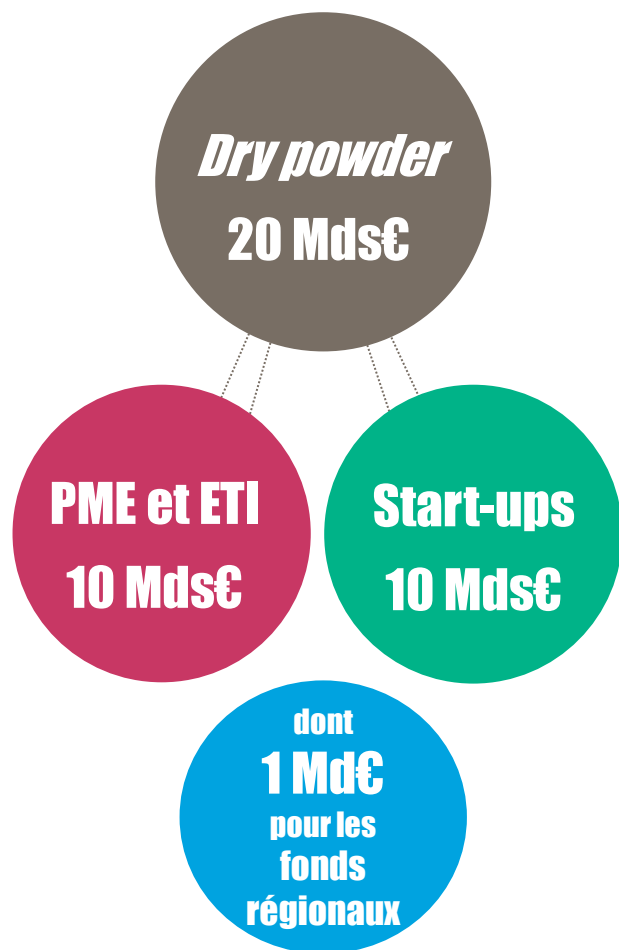 Dry powder
20 Mds€
PME et ETI
10 Mds€
Start-ups
10 Mds€
dont
1 Md€
pour les
fonds
régionaux